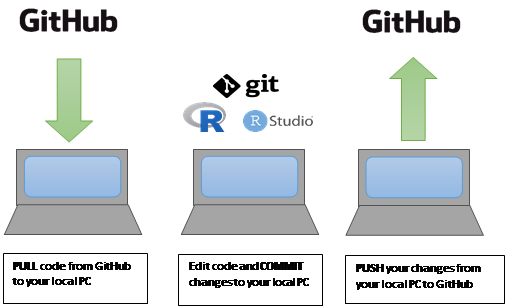 GitHub
GitHub
git
R
R Studio
PULL code from GitHub
to your local PC
Edit code and COMMIT
changes to your local PC
PUSH your changes from
your local PC to GitHub